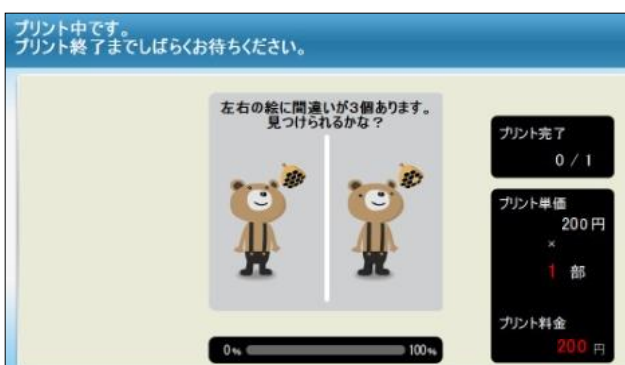 プリント中です。
プリント終了までしばらくお待ちください。
左右の絵に間違いが3個あります。
見つけられるかな？
プリント完了
0 / 1
プリント単価
200円
×
1 部
プリント料金
200 円
0% 100%